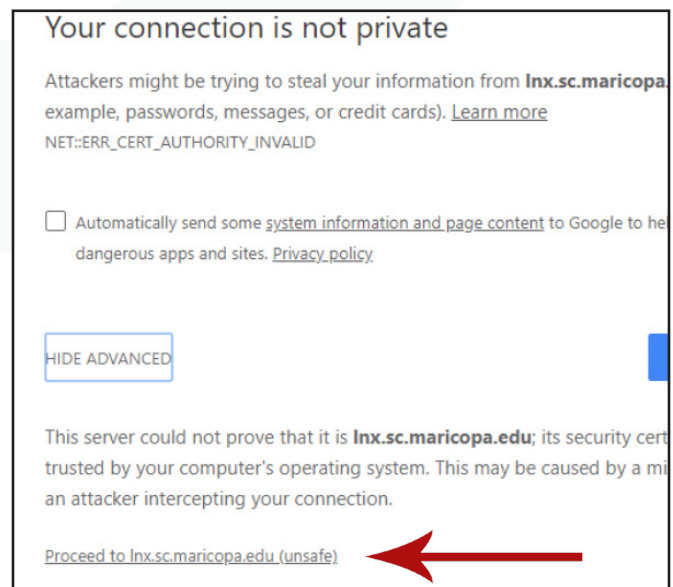 Your connection is not private
Attackers might be trying to steal your information from lnx.sc.maricopa.
example, passwords, messages, or credit cards). Learn more
NET::ERR_CERT_AUTHORITY_INVALID
Automatically send some system information and page content to Google to hel
dangerous apps and sites. Privacy policy
HIDE ADVANCED
This server could not prove that it is lnx.sc.maricopa.edu; its security cert
trusted by your computer's operating system. This may be caused by a mi
an attacker intercepting your connection.
Proceed to lnx.sc.maricopa.edu (unsafe)